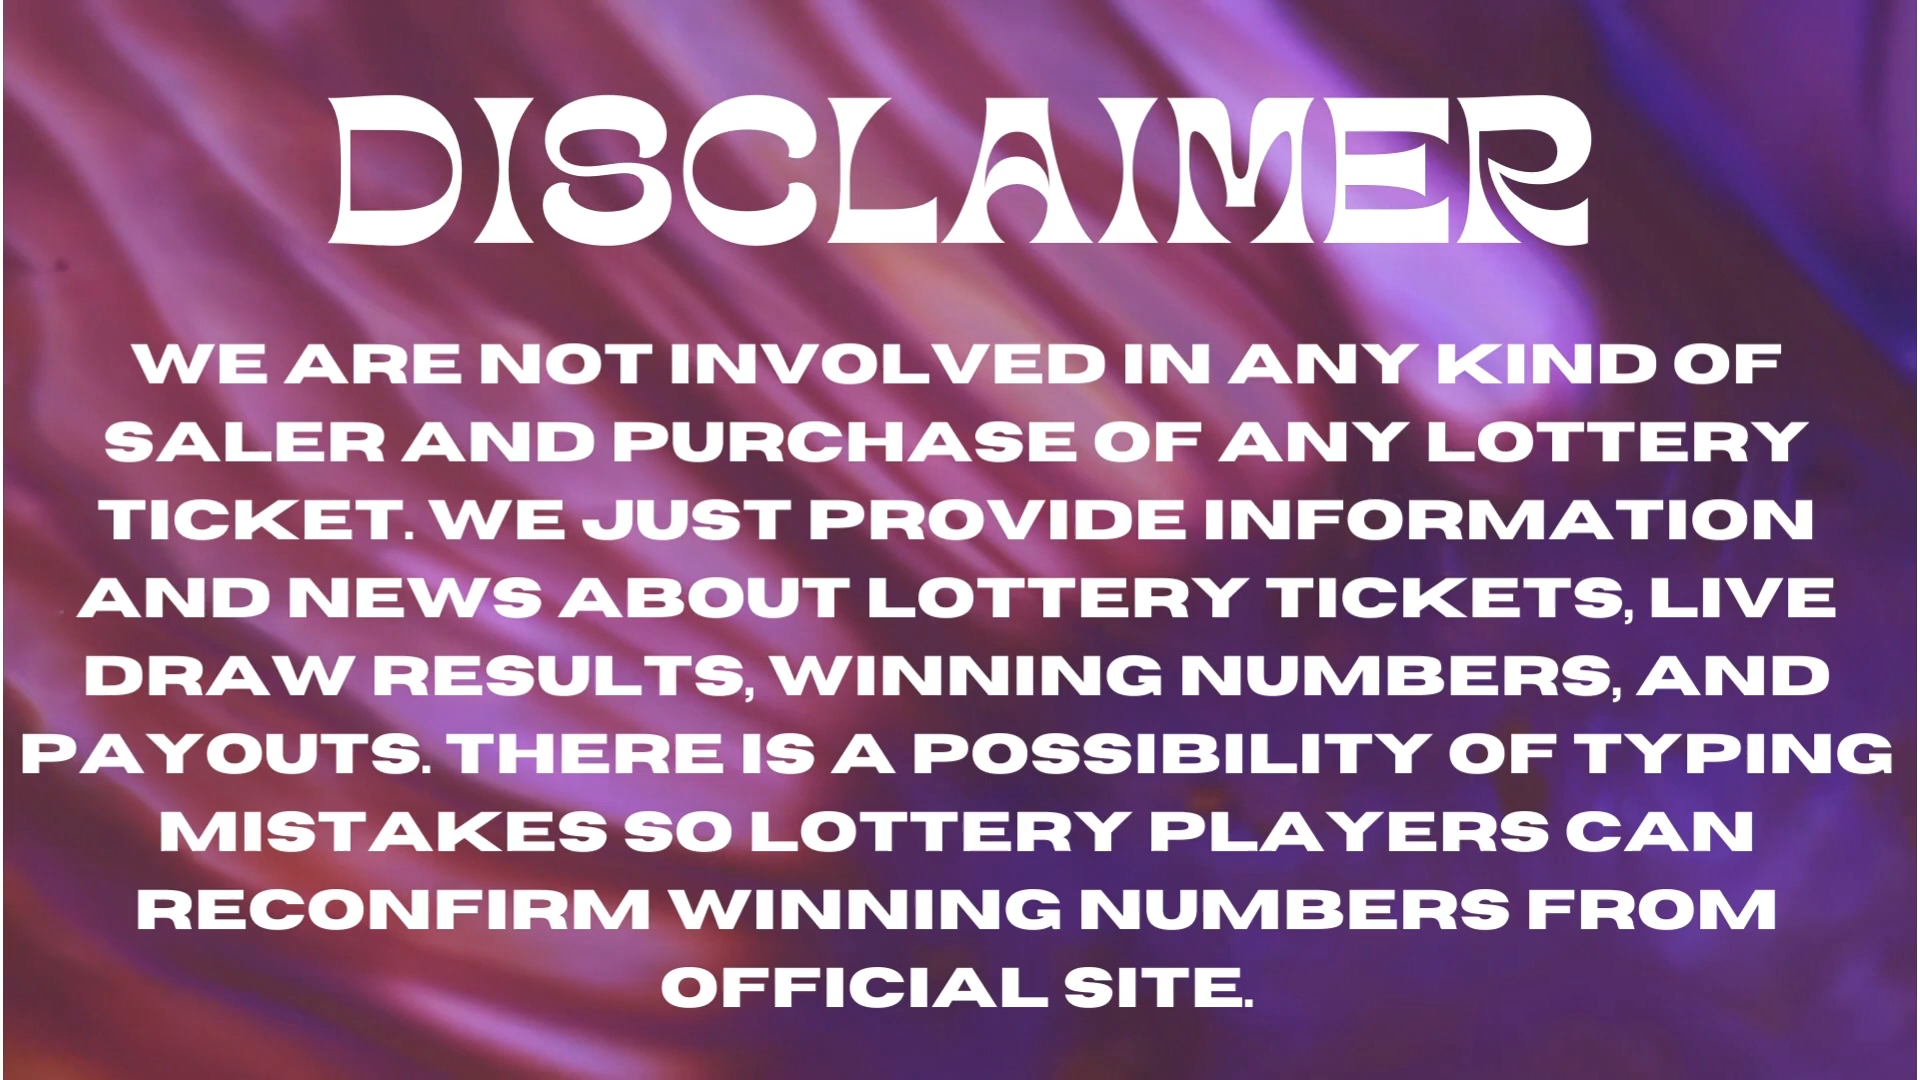 DISCLAIMER
WE ARE NOT INVOLVED IN ANY KIND OF
SALER AND PURCHASE OF ANY LOTTERY
TICKET. WE JUST PROVIDE INFORMATION
AND NEWS ABOUT LOTTERY TICKETS, LIVE
DRAW RESULTS, WINNING NUMBERS, AND
PAYOUTS. THERE IS A POSSIBILITY OF TYPING
MISTAKES SO LOTTERY PLAYERS CAN
RECONFIRM WINNING NUMBERS FROM
OFFICIAL SITE.